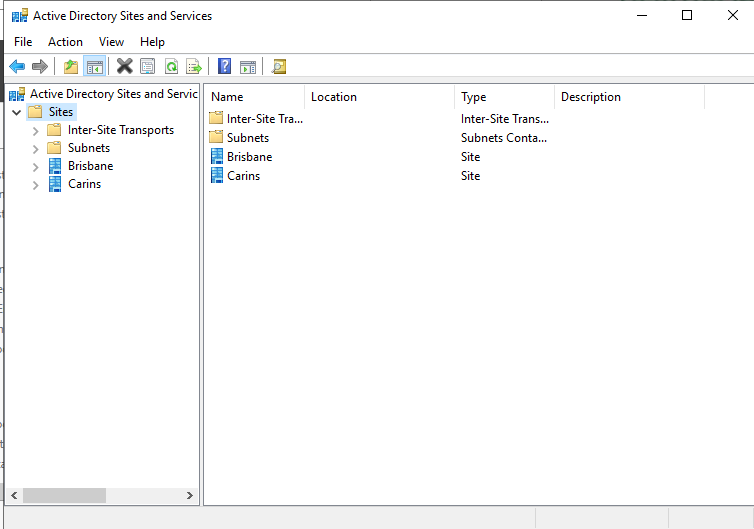 Active Directory Sites and Services
File Action View Help
Active Directory Sites and Servic
Sites
Inter-Site Transports
Subnets
Brisbane
Carins
Name Location Type Description
Inter-Site Tra... Inter-Site Trans...
Subnets Subnets Conta...
Brisbane Site
Carins Site